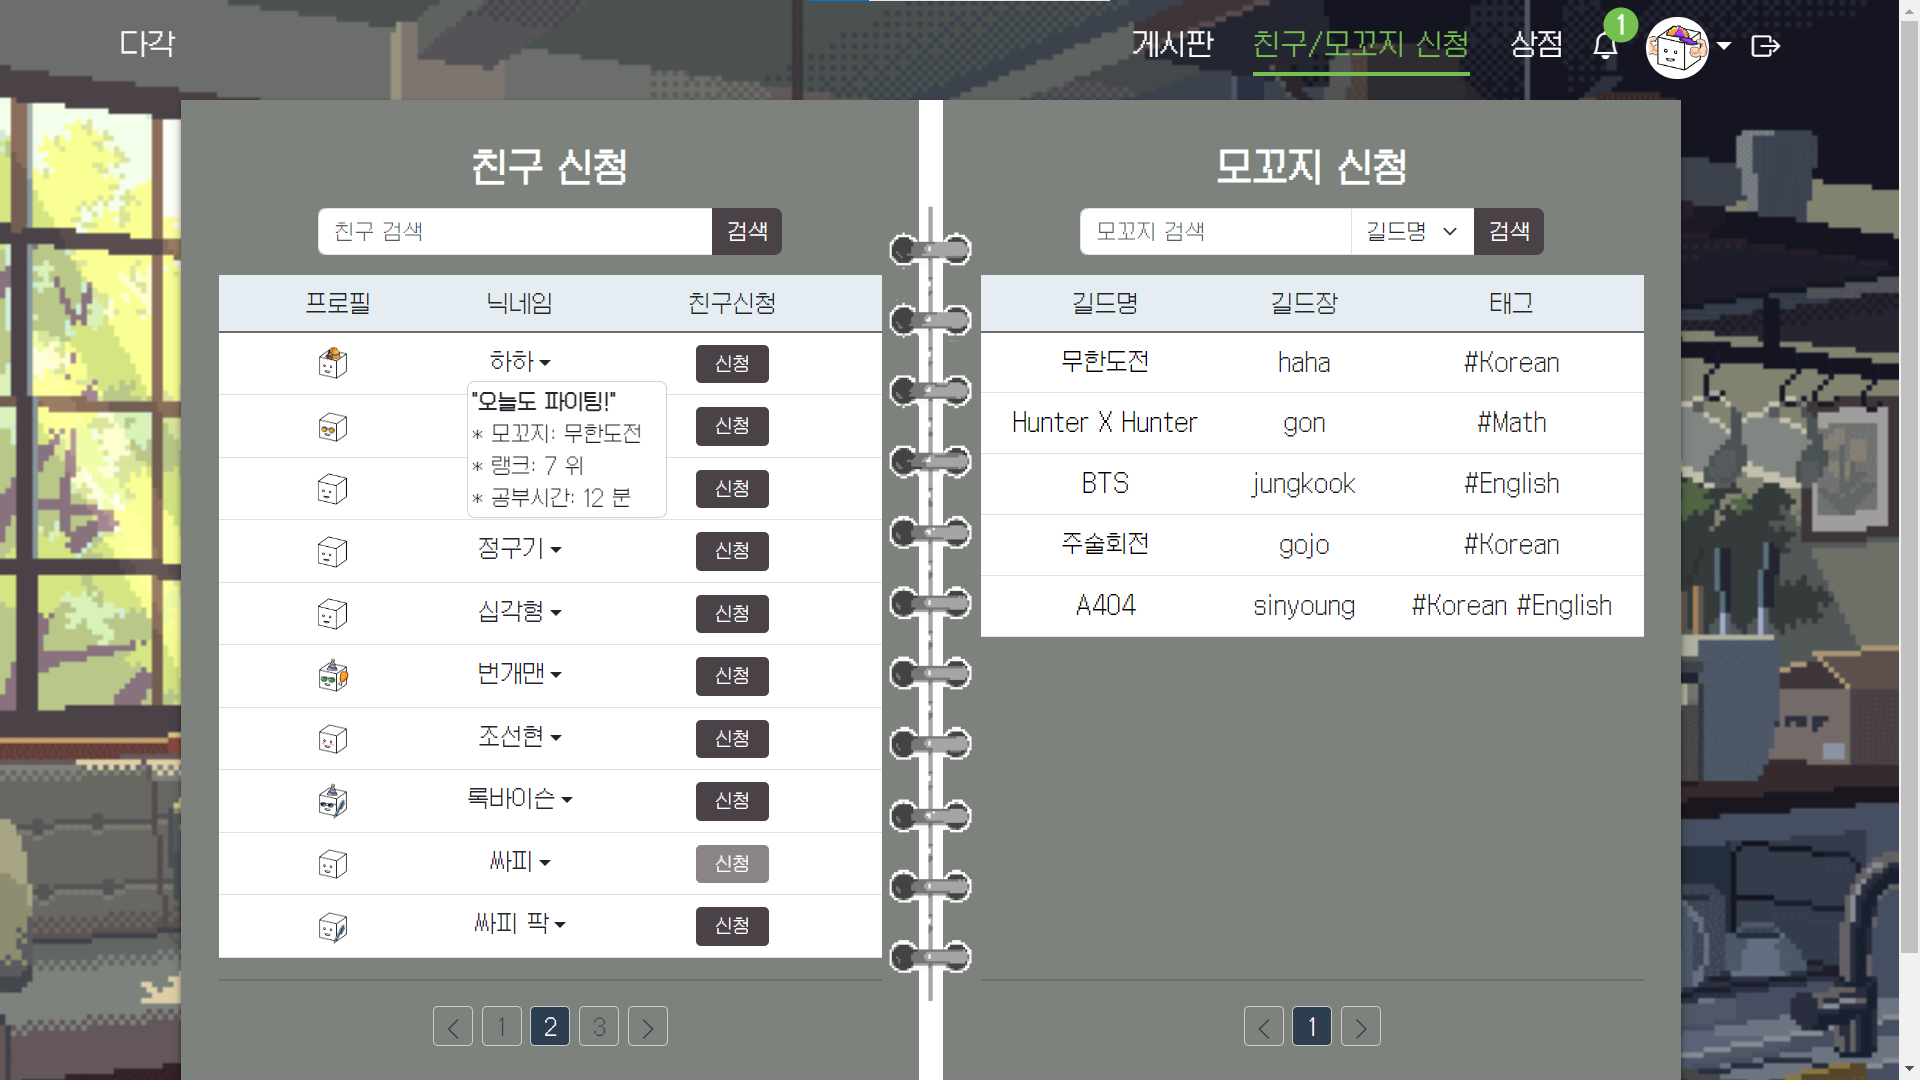 다각
게시판
친구/모꼬지 신청
상점
1
친구 신청
친구 검색
검색
프로필 닉네임 친구신청
하하 신청
"오늘도 파이팅!"
* 모꼬지: 무한도전
* 랭크: 7 위
* 공부시간: 12 분
신청
신청
정구기 신청
십각형 신청
번개맨 신청
조선현 신청
록바이슨 신청
싸피 신청
싸피 팍 신청
1 2 3
모꼬지 신청
모꼬지 검색
길드명
검색
길드명 길드장 태그
무한도전 haha #Korean
Hunter X Hunter gon #Math
BTS jungkook #English
주술회전 gojo #Korean
A404 sinyoung #Korean #English
1